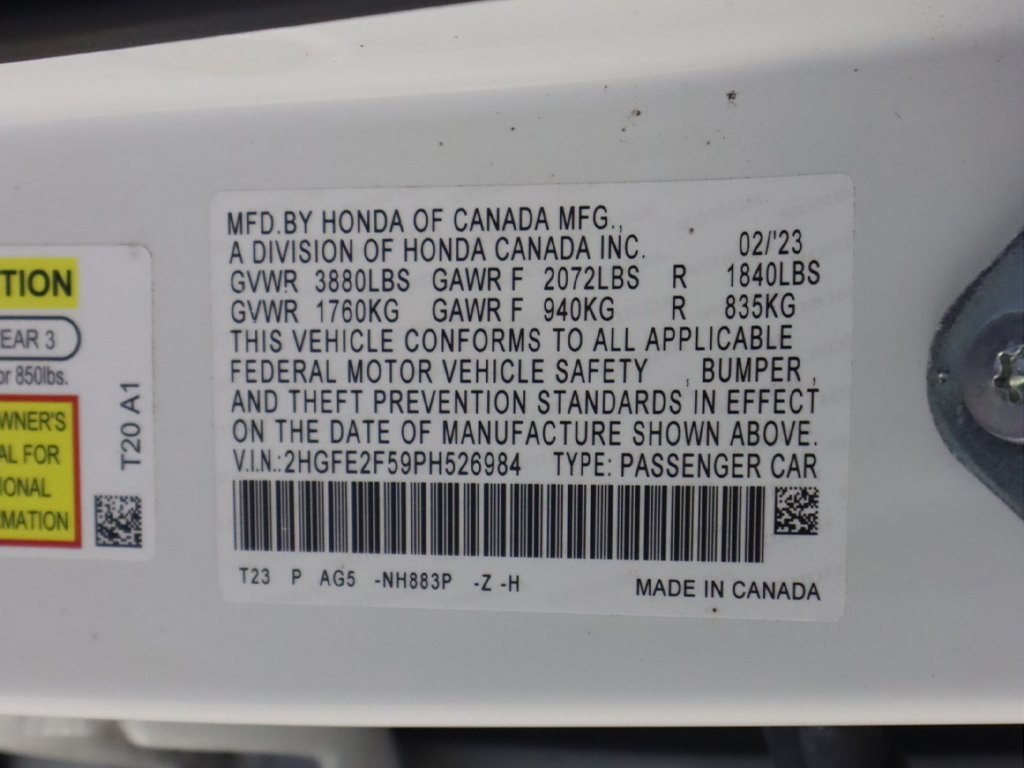 TION
EAR 3
or 850lbs.
WNER'S
AL FOR
IONAL
MATION
T20 A1
MFD.BY HONDA OF CANADA MFG.,
A DIVISION OF HONDA CANADA INC. 02/'23
GVWR 3880LBS GAWR F 2072LBS R 1840LBS
GVWR 1760KG GAWR F 940KG R 835KG
THIS VEHICLE CONFORMS TO ALL APPLICABLE
FEDERAL MOTOR VEHICLE SAFETY , BUMPER ,
AND THEFT PREVENTION STANDARDS IN EFFECT
ON THE DATE OF MANUFACTURE SHOWN ABOVE.
V.I.N.:2HGFE2F59PH526984 TYPE: PASSENGER CAR
T23 P AG5 -NH883P -Z -H MADE IN CANADA